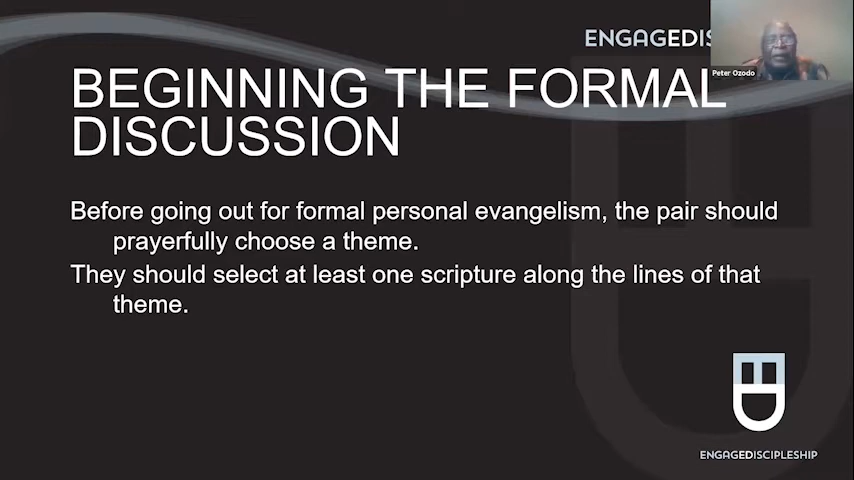 ENGAGEDIS
Peter Ozodo
BEGINNING THE FORMAL
DISCUSSION
Before going out for formal personal evangelism, the pair should
prayerfully choose a theme.
They should select at least one scripture along the lines of that
theme.
ENGAGEDISCIPLESHIP